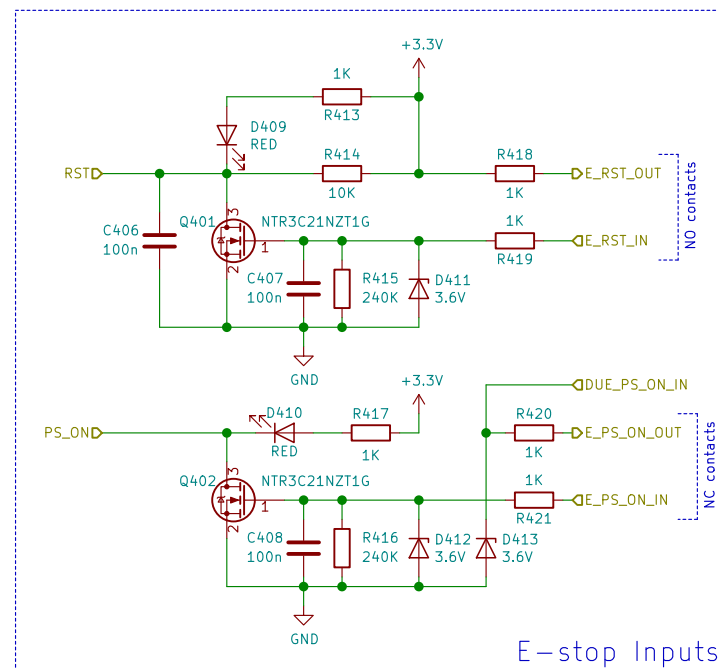 +3.3V
1K
R413
D409
RED
R414
10K
R418
1K
RST
E_RST_OUT
NO contacts
C406
100n
Q401
3
1
2
NTR3C21NZT1G
1K
R419
E_RST_IN
C407
100n
R415
240K
D411
3.6V
GND
+3.3V
DUE_PS_ON_IN
D410
RED
R417
1K
R420
1K
PS_ON
E_PS_ON_OUT
NC contacts
Q402
3
1
2
NTR3C21NZT1G
1K
R421
E_PS_ON_IN
C408
100n
R416
240K
D412
3.6V
D413
3.6V
GND
E-stop Inputs